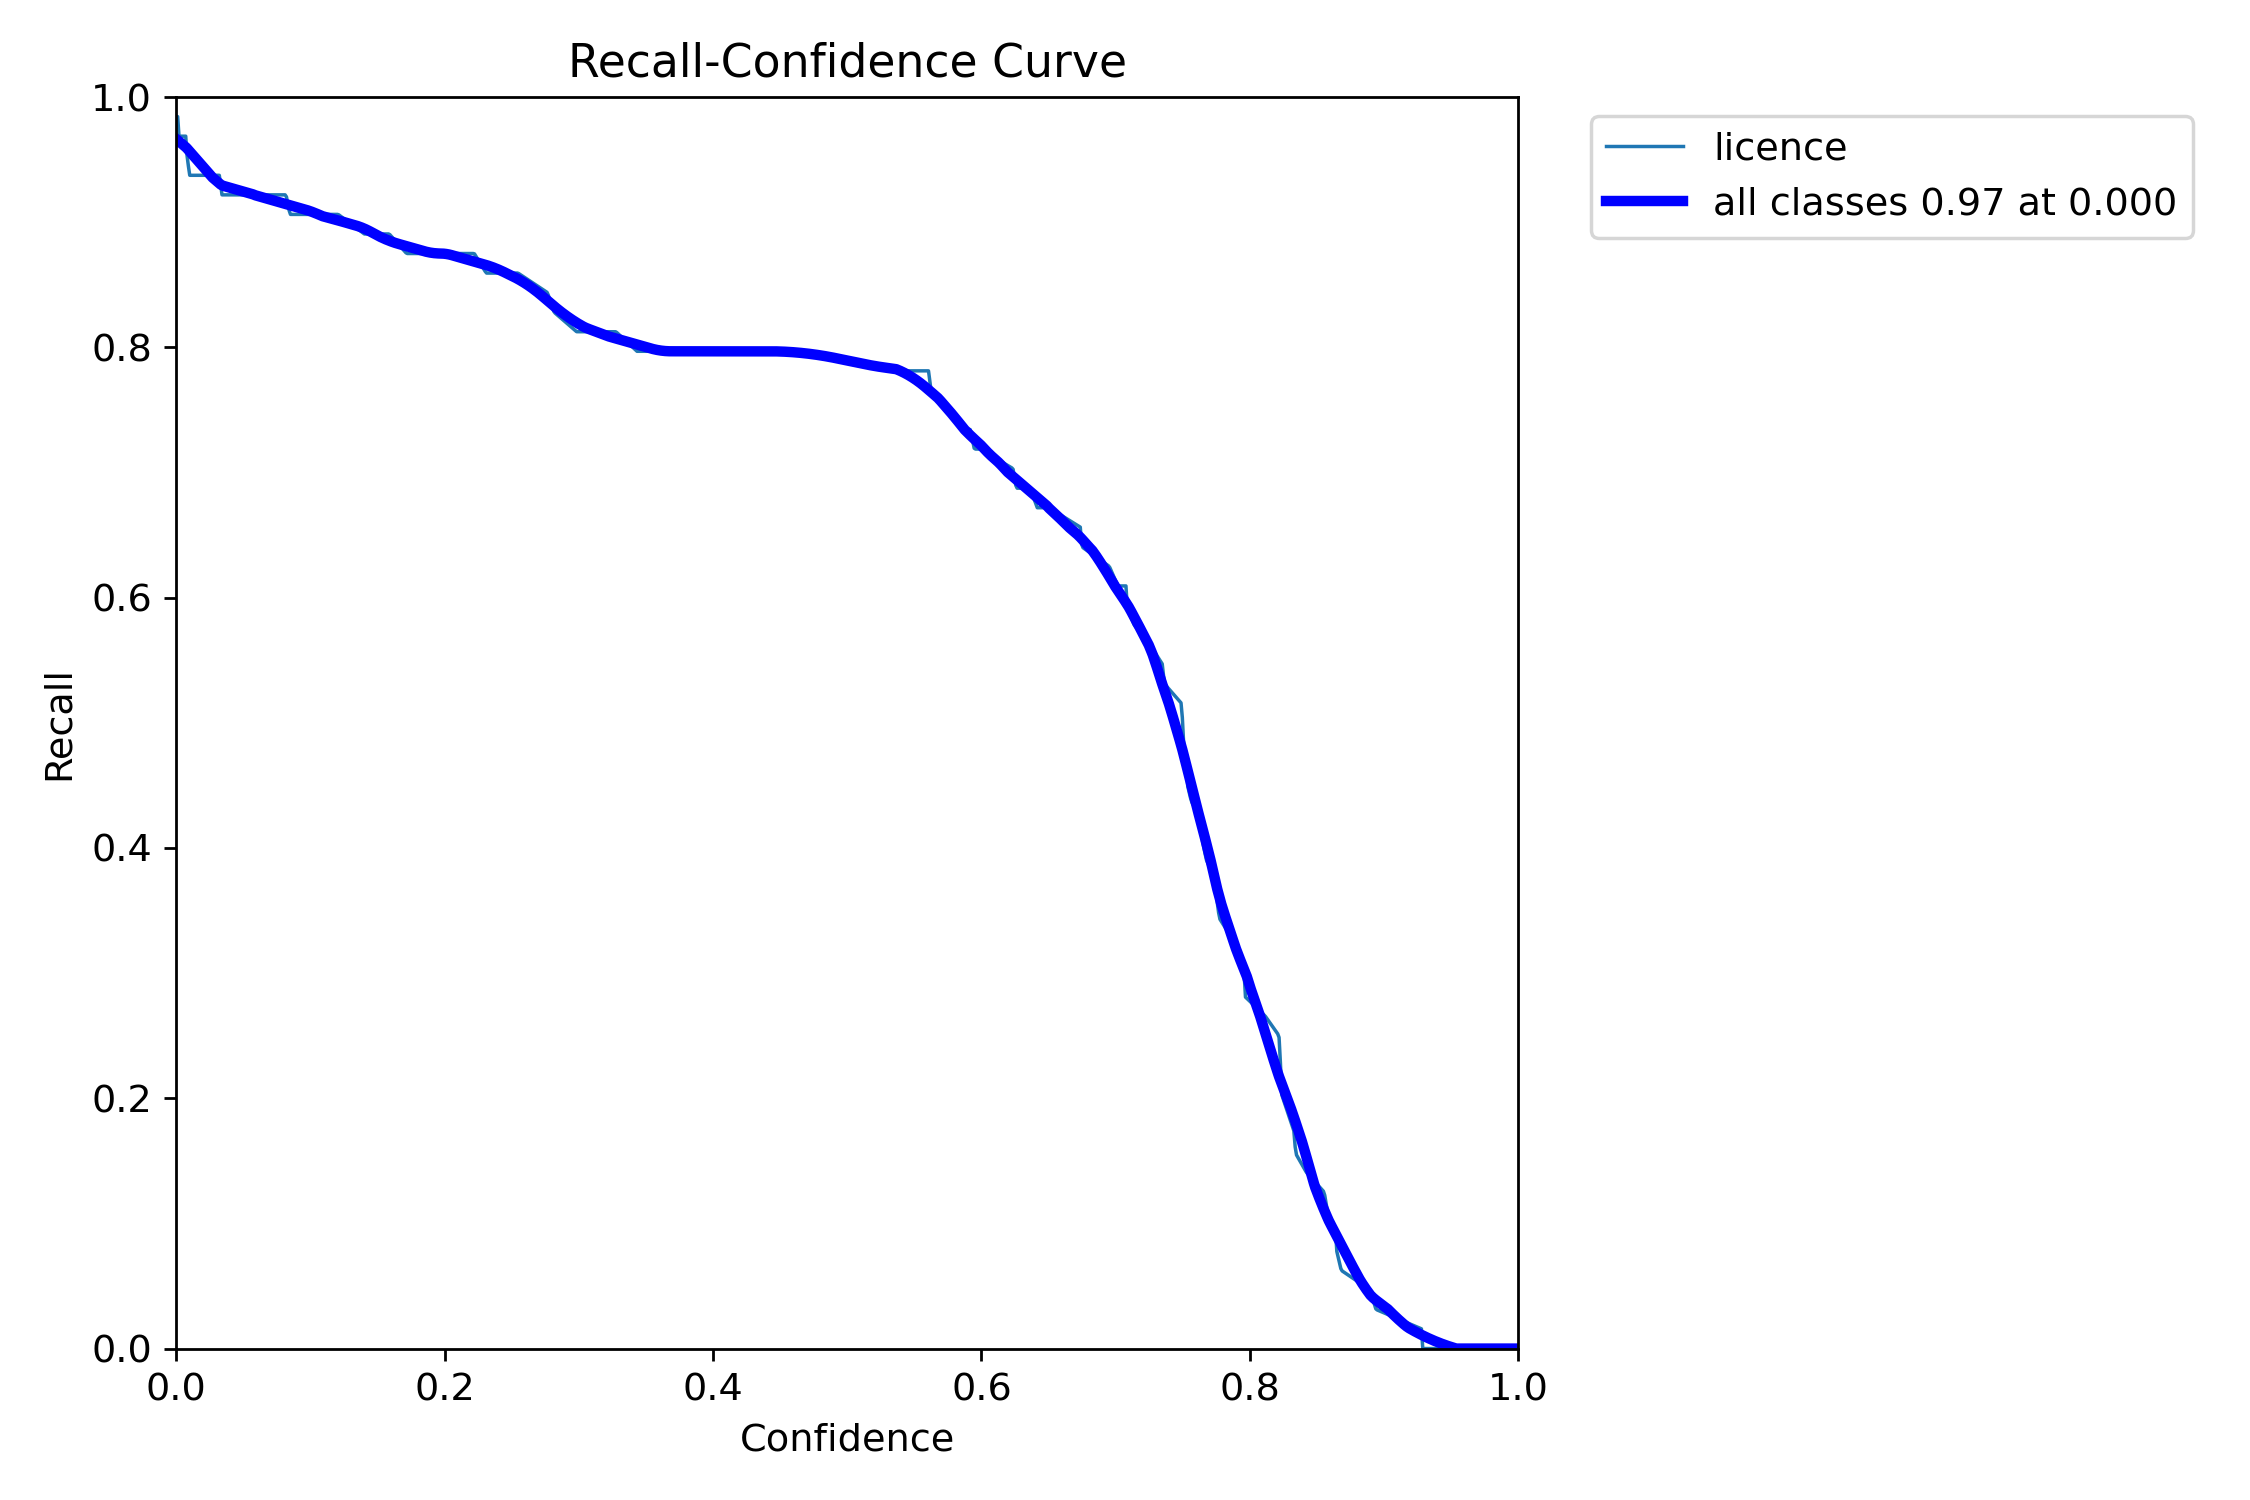 Recall-Confidence Curve
1.0
0.8
0.6
0.4
0.2
0.0
Recall
0.0 0.2 0.4 0.6 0.8 1.0
Confidence
licence
all classes 0.97 at 0.000